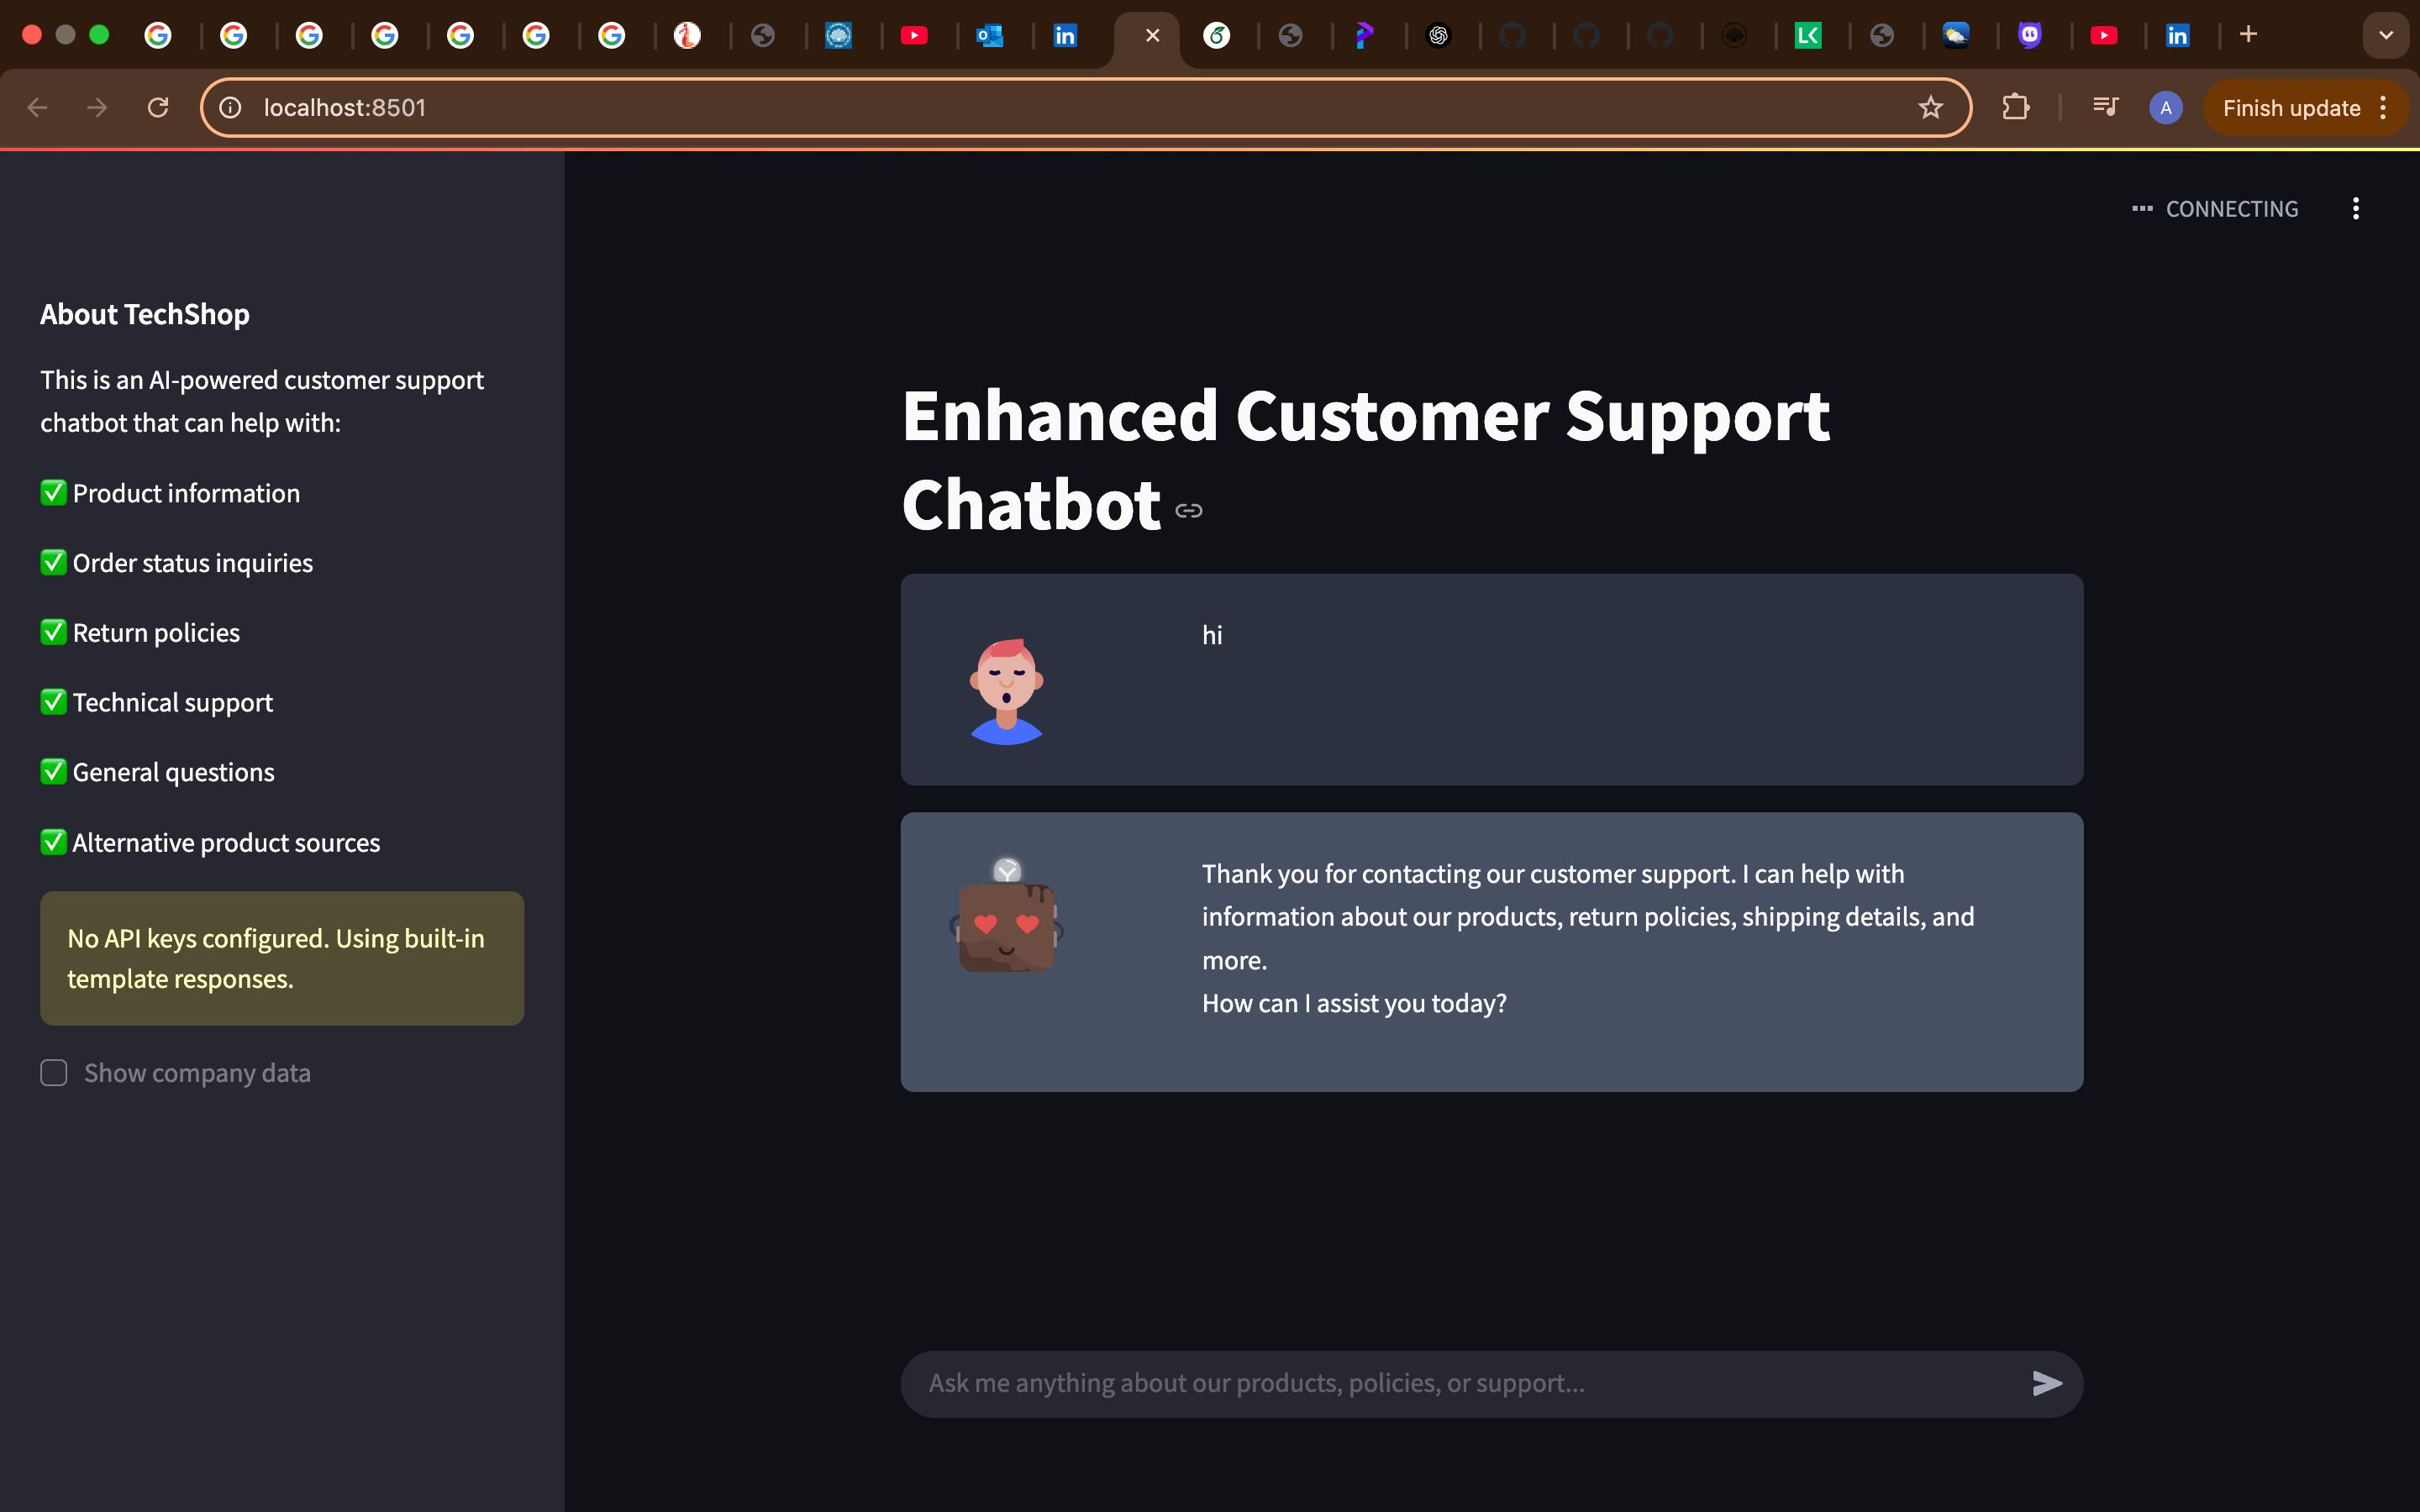 localhost:8501
A
Finish update
CONNECTING
About TechShop
This is an AI-powered customer support
chatbot that can help with:
✅ Product information
✅ Order status inquiries
✅ Return policies
✅ Technical support
✅ General questions
✅ Alternative product sources
No API keys configured. Using built-in
template responses.
Show company data
Enhanced Customer Support
Chatbot
hi
Thank you for contacting our customer support. I can help with
information about our products, return policies, shipping details, and
more.
How can I assist you today?
Ask me anything about our products, policies, or support...